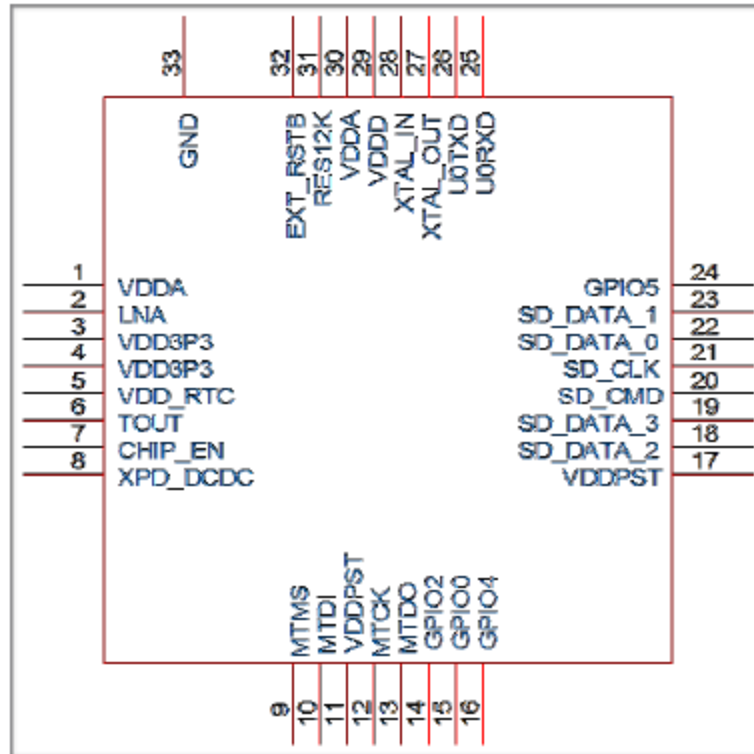 33
32
31
30
29
28
27
26
25
GND
EXT_RSTB
RES12K
VDDA
VDDD
XTAL_IN
XTAL_OUT
U0TXD
U0RXD
1 VDDA
2 LNA
3 VDD3P3
4 VDD3P3
5 VDD_RTC
6 TOUT
7 CHIP_EN
8 XPD_DCDC
GPIO5 24
SD_DATA_1 23
SD_DATA_0 22
SD_CLK 21
SD_CMD 20
SD_DATA_3 19
SD_DATA_2 18
VDDPST 17
MTMS
MTDI
VDDPST
MTCK
MTDO
GPIO2
GPIO0
GPIO4
9
10
11
12
13
14
15
16